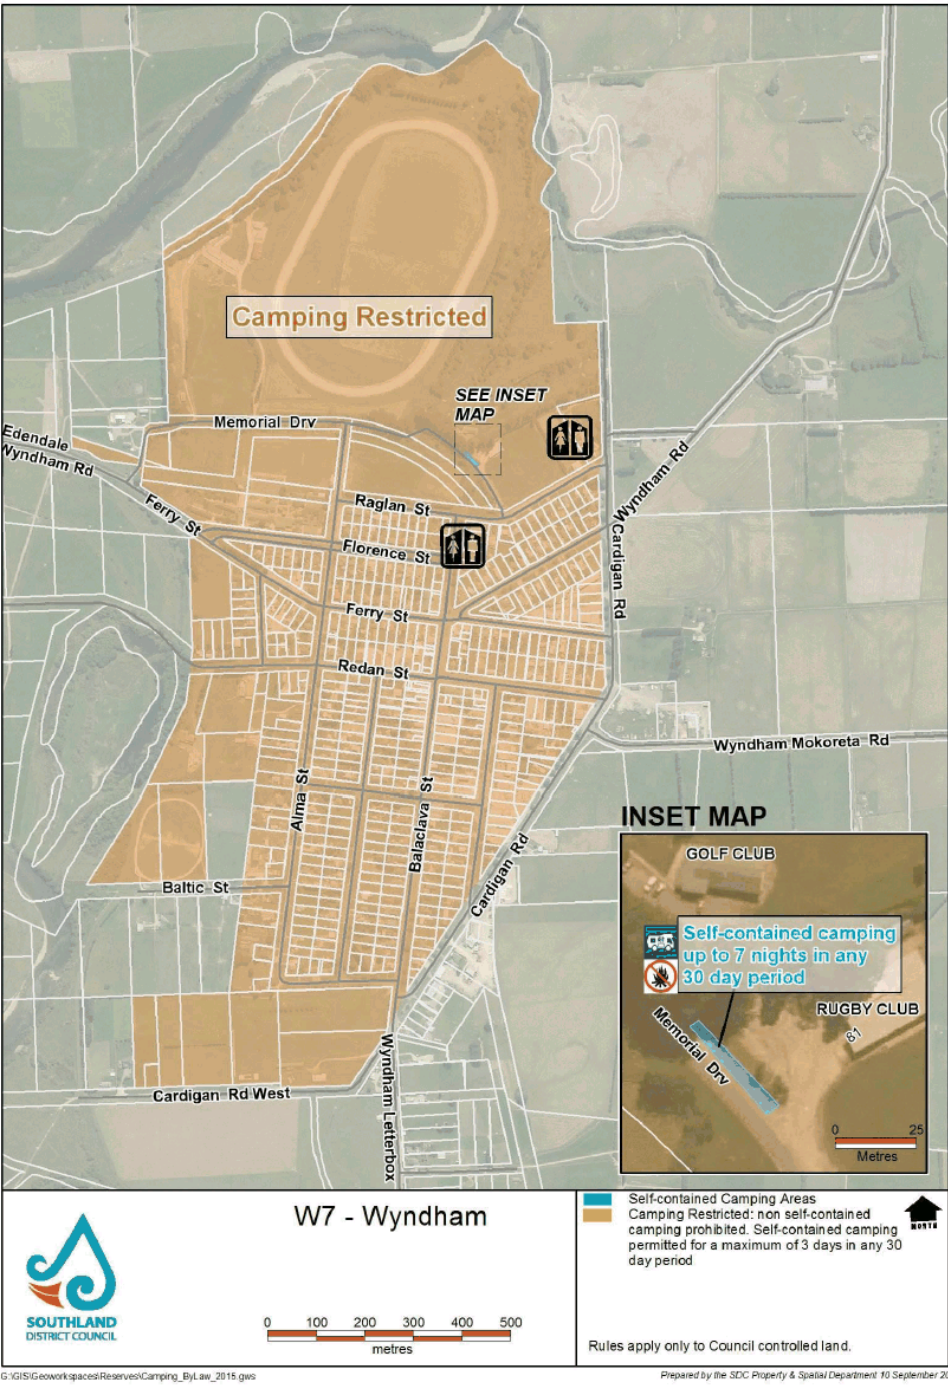 Camping Restricted
SEE INSET
MAP
Memorial Drv
Edendale
Wyndham Rd
Ferry St
Raglan St
Florence St
Ferry St
Redan St
Wyndham Rd
Cardigan Rd
Wyndham Mokoreta Rd
Alma St
Balaclava St
Cardigan Rd
Baltic St
Wyndham Letterbox
Cardigan Rd West
INSET MAP
GOLF CLUB
Self-contained camping
up to 7 nights in any
30 day period
RUGBY CLUB
81
Memorial Drv
0 25
Metres
W7 - Wyndham
SOUTHLAND
DISTRICT COUNCIL
0 100 200 300 400 500
metres
Self-contained Camping Areas
Camping Restricted: non self-contained
camping prohibited. Self-contained camping
permitted for a maximum of 3 days in any 30
day period
NORTH
Rules apply only to Council controlled land.
G:\GIS\Geoworkspaces\Reserves\Camping_ByLaw_2015.gws
Prepared by the SDC Property & Spatial Department 10 September